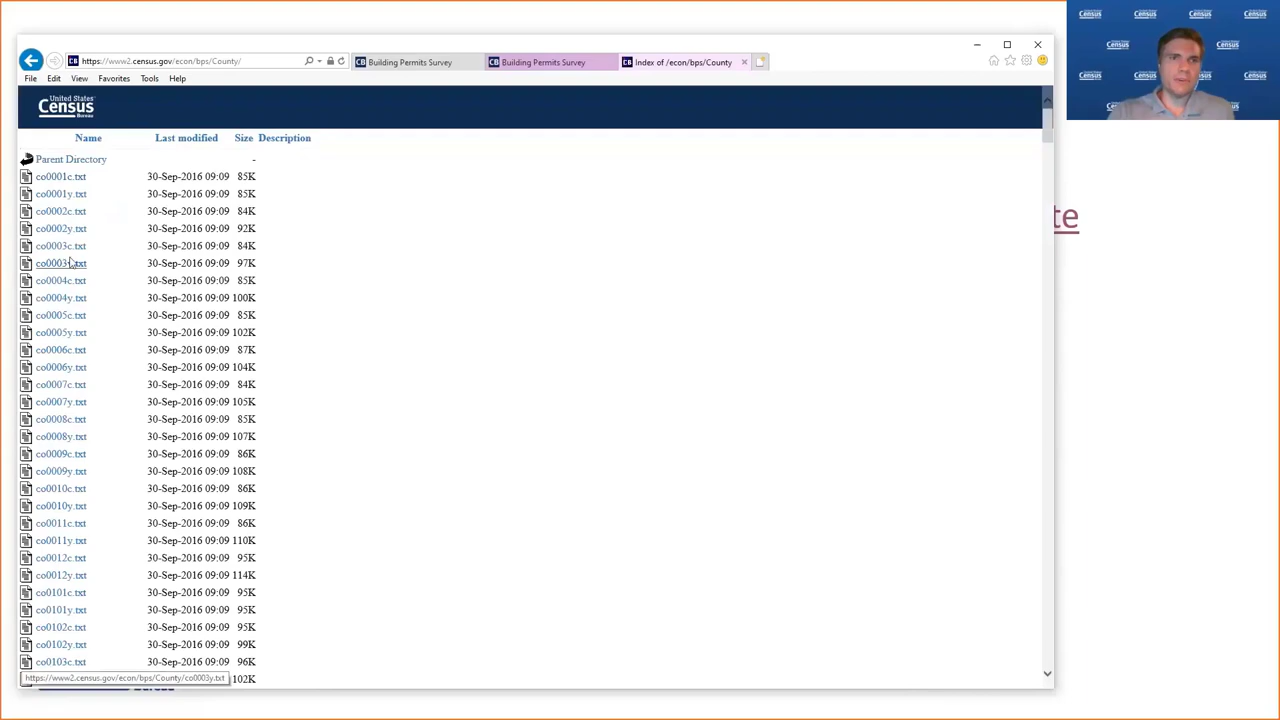 https://www2.census.gov/econ/bps/County/
Building Permits Survey
Building Permits Survey
Index of /econ/bps/County
File Edit View Favorites Tools Help
United States
Census
Bureau
Name Last modified Size Description
Parent Directory -
co0001c.txt 30-Sep-2016 09:09 85K
co0001y.txt 30-Sep-2016 09:09 85K
co0002c.txt 30-Sep-2016 09:09 84K
co0002y.txt 30-Sep-2016 09:09 92K
co0003c.txt 30-Sep-2016 09:09 84K
co0003y.txt 30-Sep-2016 09:09 97K
co0004c.txt 30-Sep-2016 09:09 85K
co0004y.txt 30-Sep-2016 09:09 100K
co0005c.txt 30-Sep-2016 09:09 85K
co0005y.txt 30-Sep-2016 09:09 102K
co0006c.txt 30-Sep-2016 09:09 87K
co0006y.txt 30-Sep-2016 09:09 104K
co0007c.txt 30-Sep-2016 09:09 84K
co0007y.txt 30-Sep-2016 09:09 105K
co0008c.txt 30-Sep-2016 09:09 85K
co0008y.txt 30-Sep-2016 09:09 107K
co0009c.txt 30-Sep-2016 09:09 86K
co0009y.txt 30-Sep-2016 09:09 108K
co0010c.txt 30-Sep-2016 09:09 86K
co0010y.txt 30-Sep-2016 09:09 109K
co0011c.txt 30-Sep-2016 09:09 86K
co0011y.txt 30-Sep-2016 09:09 110K
co0012c.txt 30-Sep-2016 09:09 95K
co0012y.txt 30-Sep-2016 09:09 114K
co0101c.txt 30-Sep-2016 09:09 95K
co0101y.txt 30-Sep-2016 09:09 95K
co0102c.txt 30-Sep-2016 09:09 95K
co0102y.txt 30-Sep-2016 09:09 99K
co0103c.txt 30-Sep-2016 09:09 96K
https://www2.census.gov/econ/bps/County/co0003y.txt 102K
te
Census
Census
Census
Census
Census
Census
Census
Census